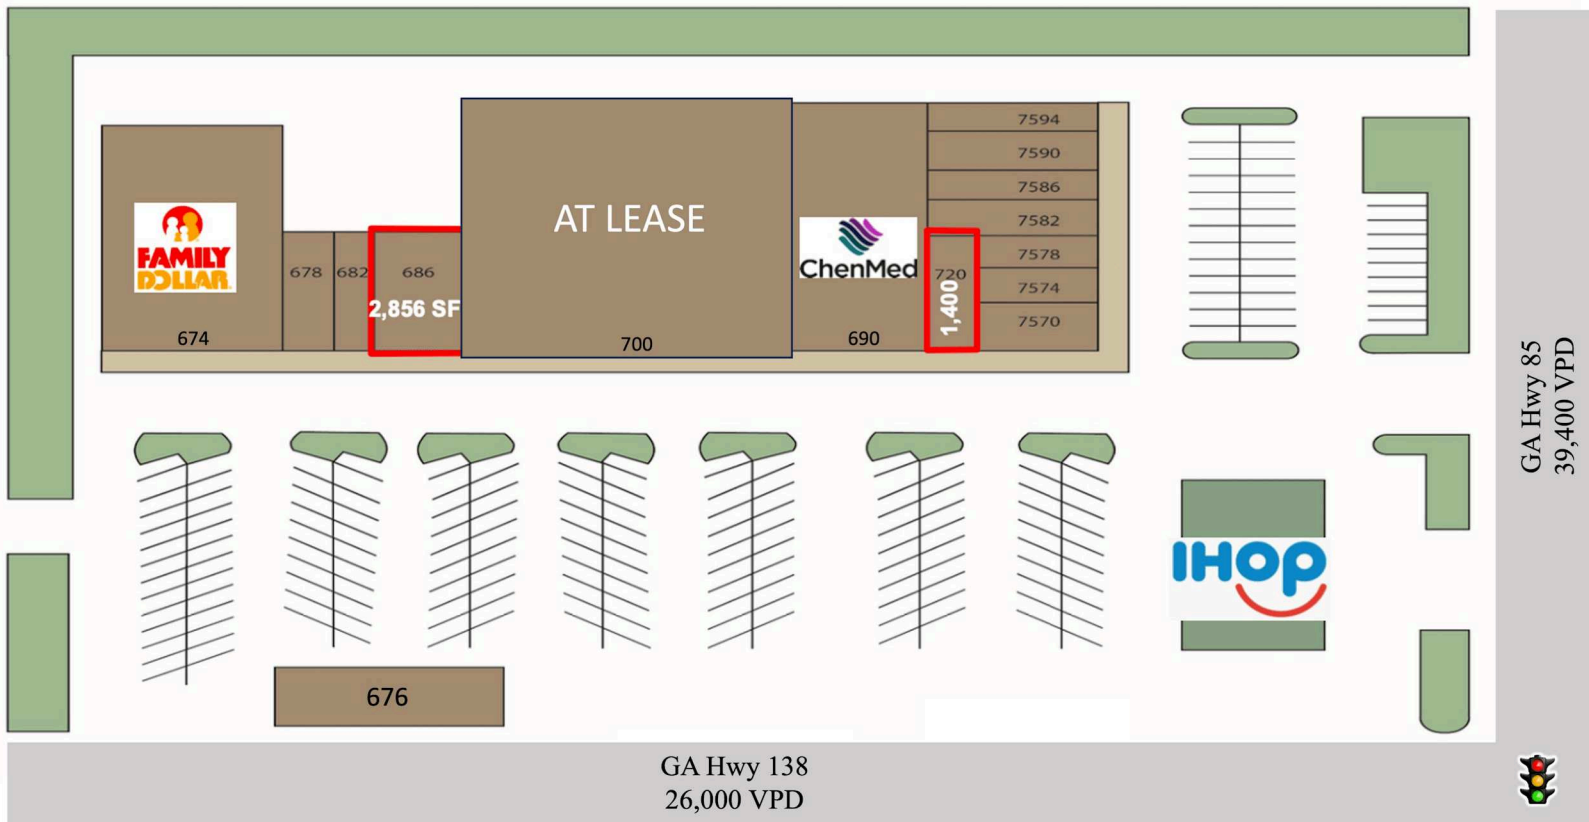 7594
7590
7586
7582
7578
7574
7570
AT LEASE
FAMILY
DOLLAR
ChenMed
678
682
686
720
2,856 SF
1,400
674
700
690
GA Hwy 85
39,400 VPD
IHOP
676
GA Hwy 138
26,000 VPD